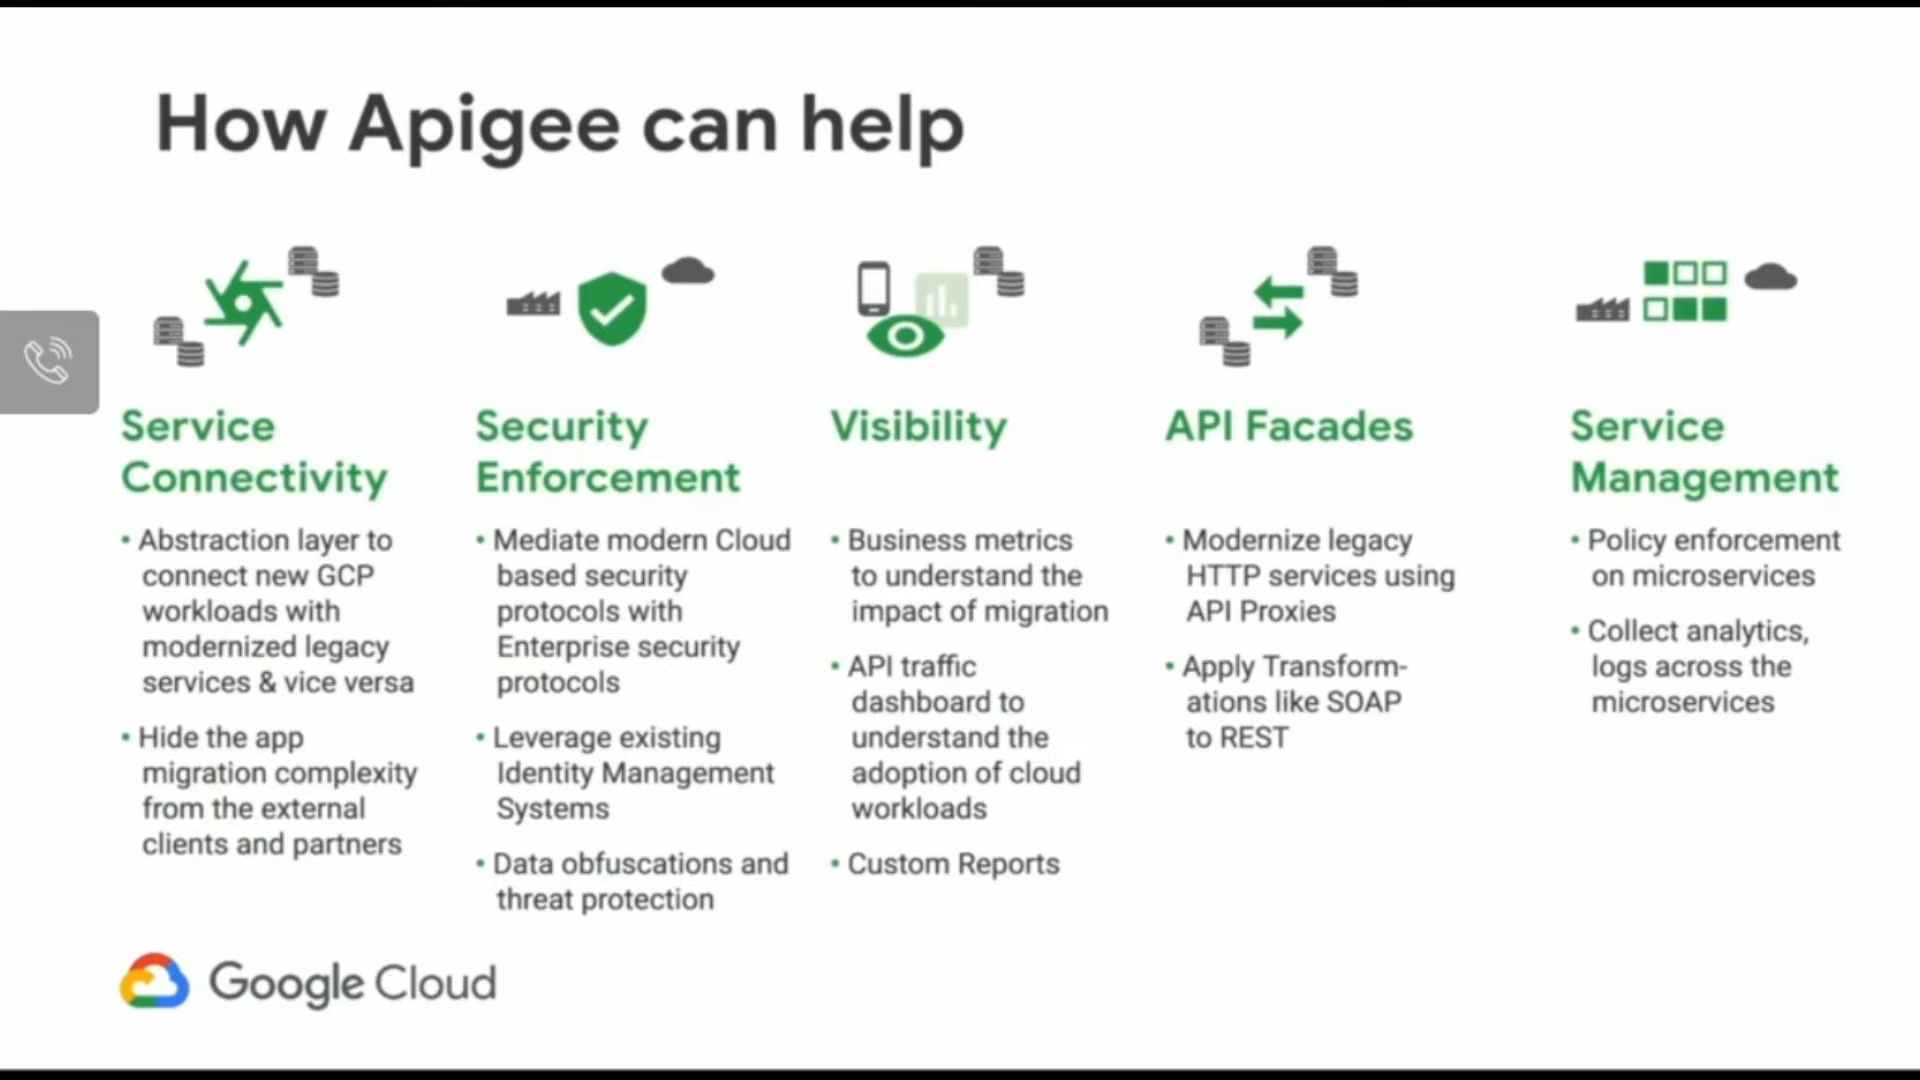 How Apigee can help
Service
Connectivity
• Abstraction layer to
connect new GCP
workloads with
modernized legacy
services & vice versa
• Hide the app
migration complexity
from the external
clients and partners
Security
Enforcement
• Mediate modern Cloud
based security
protocols with
Enterprise security
protocols
• Leverage existing
Identity Management
Systems
• Data obfuscations and
threat protection
Visibility
• Business metrics
to understand the
impact of migration
• API traffic
dashboard to
understand the
adoption of cloud
workloads
• Custom Reports
API Facades
• Modernize legacy
HTTP services using
API Proxies
• Apply Transform-
ations like SOAP
to REST
Service
Management
• Policy enforcement
on microservices
• Collect analytics,
logs across the
microservices
Google Cloud